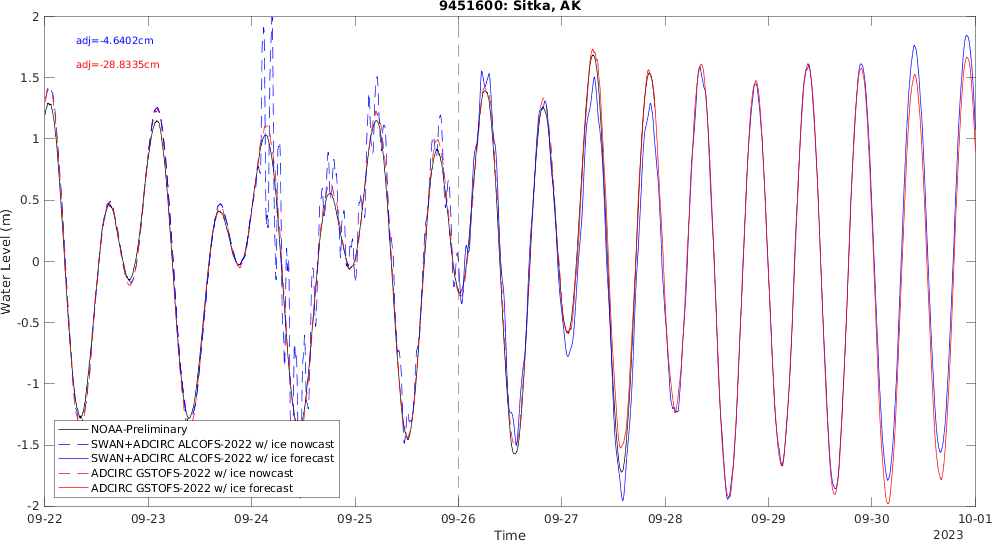 9451600: Sitka, AK
adj=-4.6402cm
adj=-28.8335cm
2
1.5
1
0.5
0
-0.5
-1
-1.5
-2
Water Level (m)
NOAA-Preliminary
SWAN+ADCIRC ALCOFS-2022 w/ ice nowcast
SWAN+ADCIRC ALCOFS-2022 w/ ice forecast
ADCIRC GSTOFS-2022 w/ ice nowcast
ADCIRC GSTOFS-2022 w/ ice forecast
09-22 09-23 09-24 09-25 09-26 09-27 09-28 09-29 09-30 10-01
Time
2023